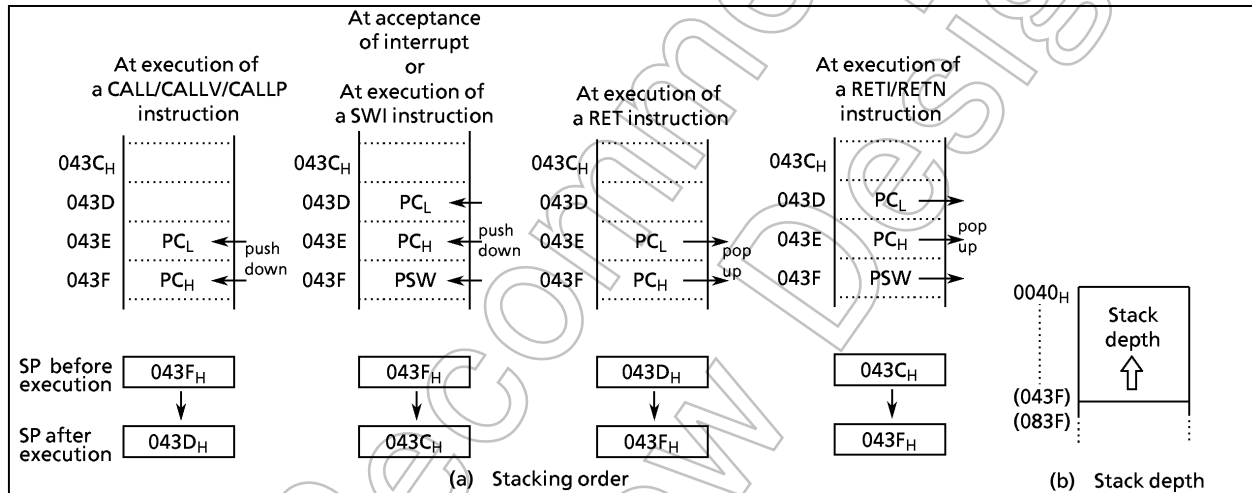 At execution of
a CALL/CALLV/CALLP
instruction
At acceptance
of interrupt
or
At execution of
a SWI instruction
At execution of
a RET instruction
At execution of
a RETI/RETN
instruction
043CH
043D
043E PCL
043F PCH
push
down
043CH
043D PCL
043E PCH
043F PSW
push
down
043CH
043D
043E PCL
043F PCH
pop
up
043CH
043D PCL
043E PCH
043F PSW
pop
up
SP before
execution
043FH
043FH
043DH
043CH
SP after
execution
043DH
043CH
043FH
043FH
(a) Stacking order
0040H
Stack
depth
(043F)
(083F)
(b) Stack depth